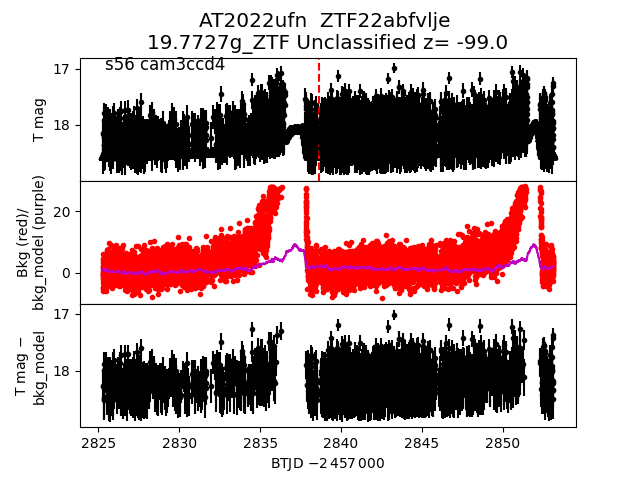 AT2022ufn  ZTF22abfvlje
19.7727g_ZTF Unclassified z= -99.0
s56 cam3ccd4
17
18
T mag
20
0
Bkg (red)/
bkg_model (purple)
17
18
T mag −
bkg_model
2825 2830 2835 2840 2845 2850
BTJD −2 457 000